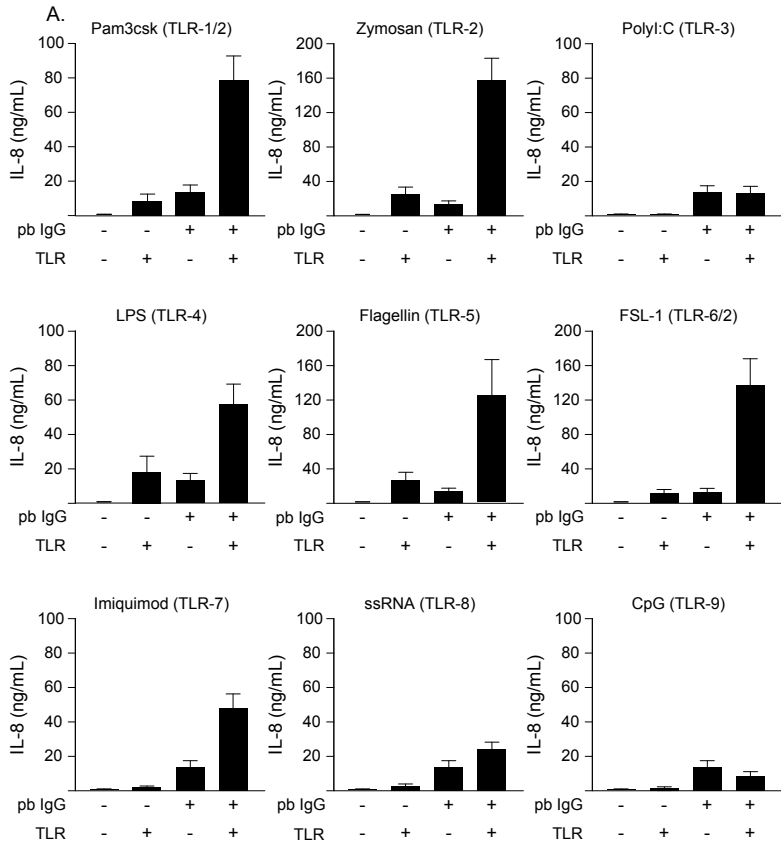 A.
Pam3csk (TLR-1/2)
IL-8 (ng/mL)
100
80
60
40
20
pb IgG - - + +
TLR - + - +
Zymosan (TLR-2)
IL-8 (ng/mL)
200
160
120
80
40
- - + +
- + - +
PolyI:C (TLR-3)
IL-8 (ng/mL)
100
80
60
40
20
- - + +
- + - +
LPS (TLR-4)
IL-8 (ng/mL)
100
80
60
40
20
pb IgG - - + +
TLR - + - +
Flagellin (TLR-5)
IL-8 (ng/mL)
200
160
120
80
40
pb IgG - - + +
TLR - + - +
FSL-1 (TLR-6/2)
IL-8 (ng/mL)
200
160
120
80
40
pb IgG - - + +
TLR - + - +
Imiquimod (TLR-7)
IL-8 (ng/mL)
100
80
60
40
20
pb IgG - - + +
TLR - + - +
ssRNA (TLR-8)
IL-8 (ng/mL)
100
80
60
40
20
pb IgG - - + +
TLR - + - +
CpG (TLR-9)
IL-8 (ng/mL)
100
80
60
40
20
pb IgG - - + +
TLR - + - +